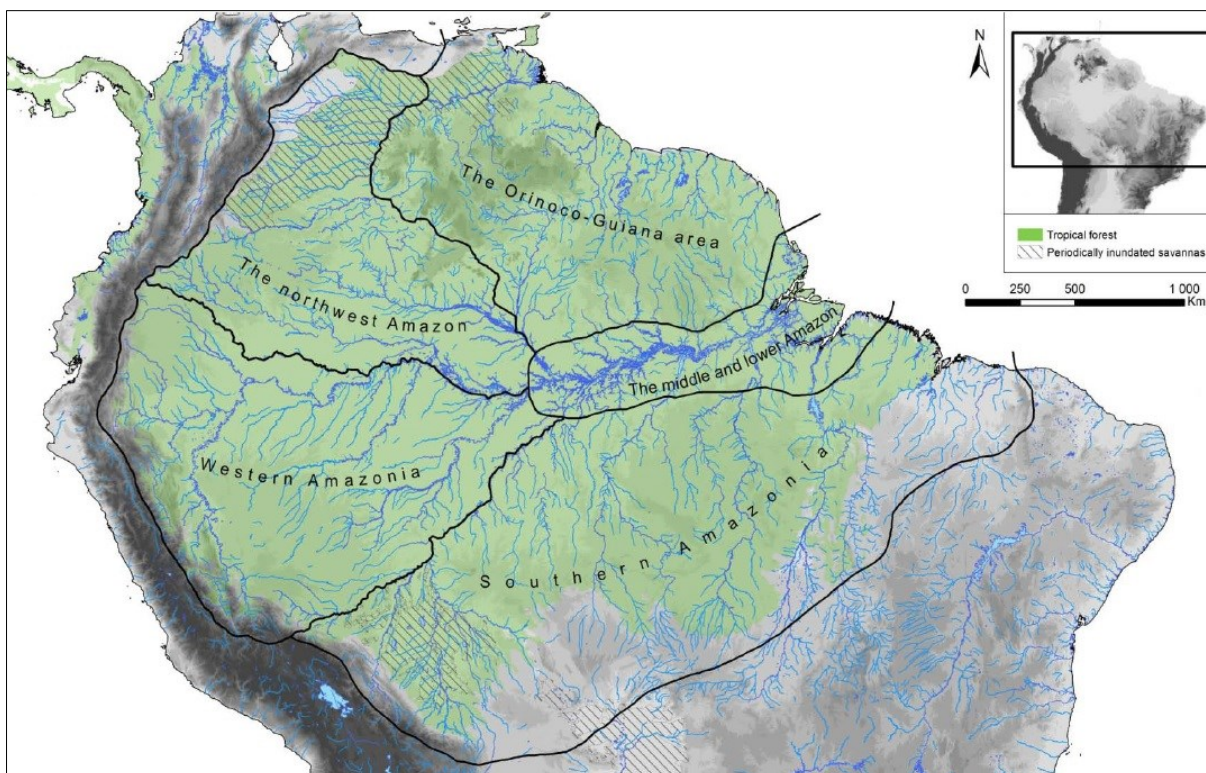 N
The Orinoco-Guiana area
The northwest Amazon
The middle and lower Amazon
Western Amazonia
Southern Amazonia
Tropical forest
Periodically inundated savannas
0 250 500 1 000
Km